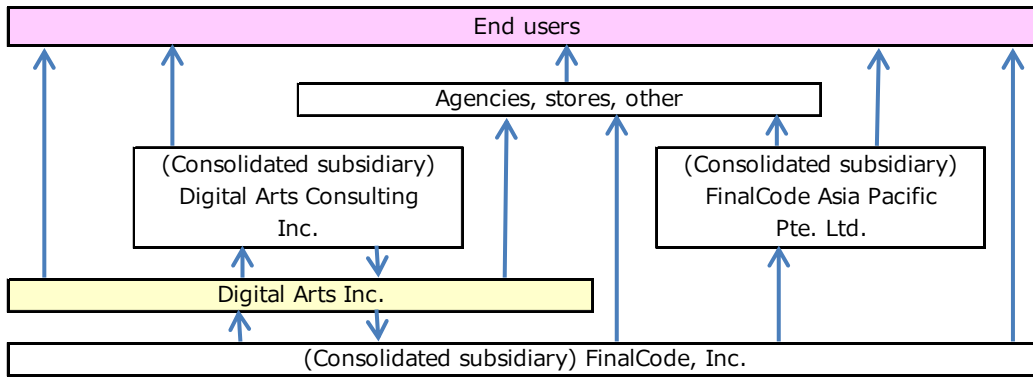 End users
Agencies, stores, other
(Consolidated subsidiary)
Digital Arts Consulting
Inc.
(Consolidated subsidiary)
FinalCode Asia Pacific
Pte. Ltd.
Digital Arts Inc.
(Consolidated subsidiary) FinalCode, Inc.